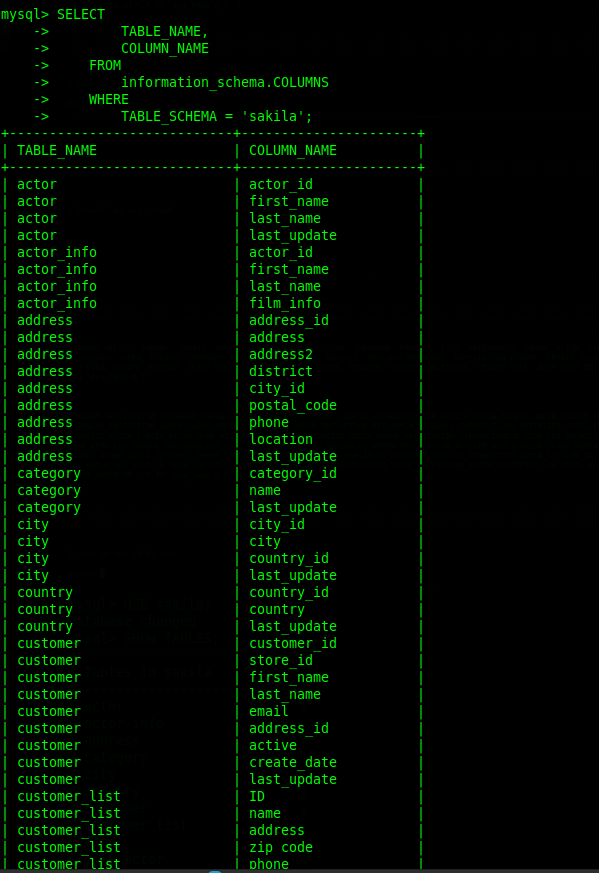 mysql> SELECT
    ->         TABLE_NAME,
    ->         COLUMN_NAME
    ->     FROM
    ->         information_schema.COLUMNS
    ->     WHERE
    ->         TABLE_SCHEMA = 'sakila';
+----------------------------+----------------------+
| TABLE_NAME                 | COLUMN_NAME          |
+----------------------------+----------------------+
| actor                      | actor_id             |
| actor                      | first_name           |
| actor                      | last_name            |
| actor                      | last_update          |
| actor_info                 | actor_id             |
| actor_info                 | first_name           |
| actor_info                 | last_name            |
| actor_info                 | film_info            |
| address                    | address_id           |
| address                    | address              |
| address                    | address2             |
| address                    | district             |
| address                    | city_id              |
| address                    | postal_code          |
| address                    | phone                |
| address                    | location             |
| address                    | last_update          |
| category                   | category_id          |
| category                   | name                 |
| category                   | last_update          |
| city                       | city_id              |
| city                       | city                 |
| city                       | country_id           |
| city                       | last_update          |
| country                    | country_id           |
| country                    | country              |
| country                    | last_update          |
| customer                   | customer_id          |
| customer                   | store_id             |
| customer                   | first_name           |
| customer                   | last_name            |
| customer                   | email                |
| customer                   | address_id           |
| customer                   | active               |
| customer                   | create_date          |
| customer                   | last_update          |
| customer_list              | ID                   |
| customer_list              | name                 |
| customer_list              | address              |
| customer_list              | zip code             |
| customer_list              | phone                |